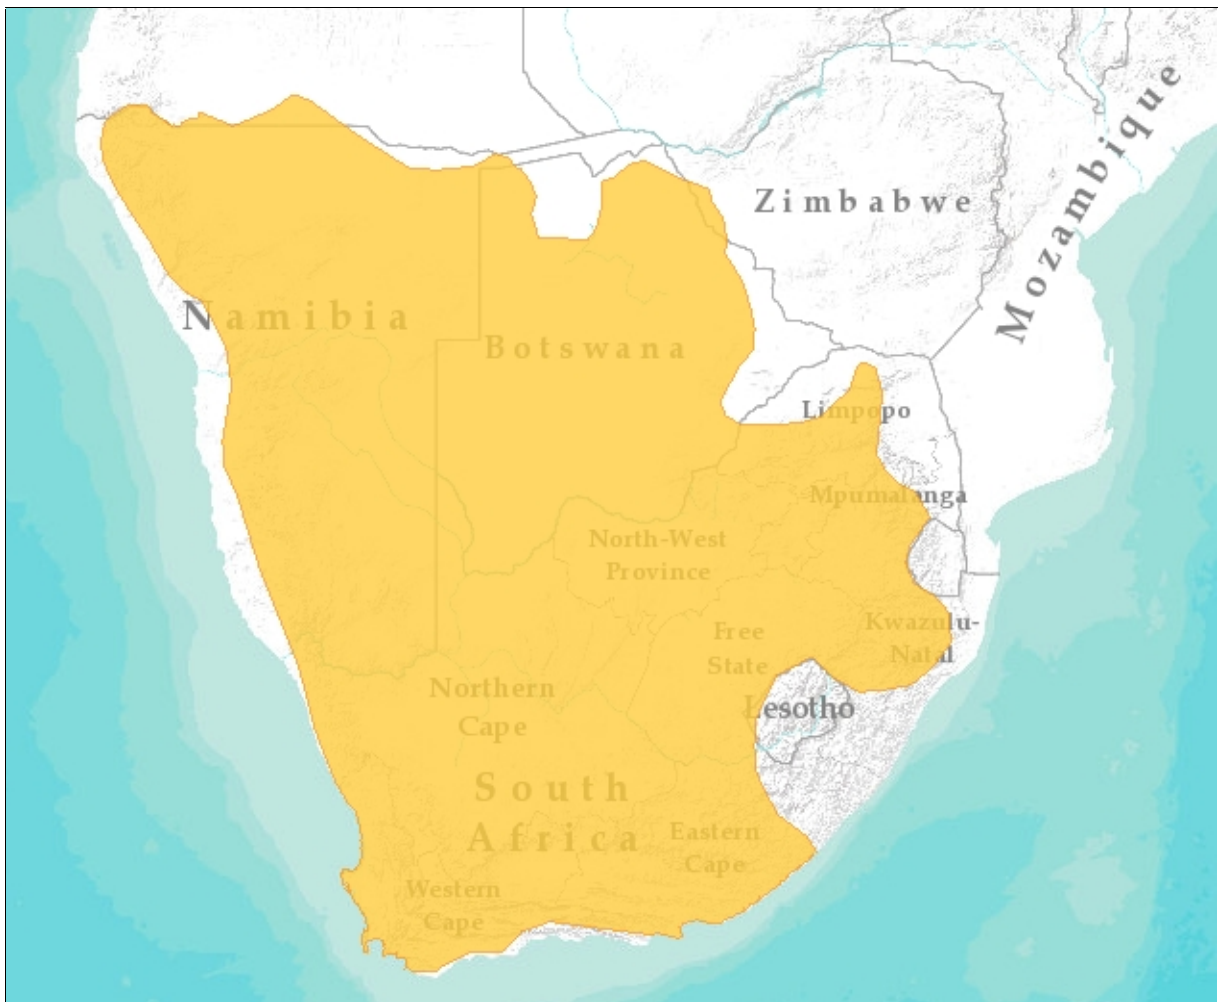 Zimbabwe
Mozambique
Namibia
Botswana
Limpopo
Mpumalanga
North-West
Province
Kwazulu-
Natal
Free
State
Northern
Cape
Lesotho
South
Africa
Eastern
Cape
Western
Cape